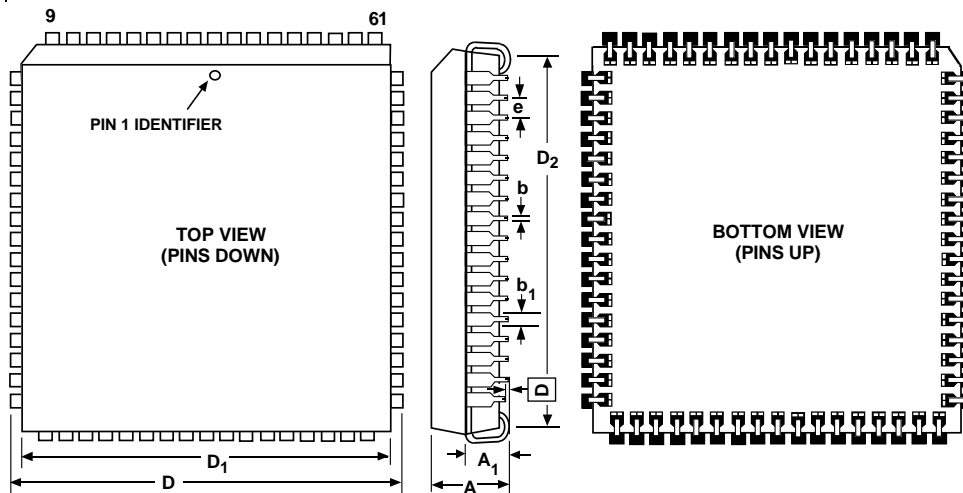 9
61
PIN 1 IDENTIFIER
TOP VIEW
(PINS DOWN)
D1
D
e
D2
b
b1
D
A1
A
BOTTOM VIEW
(PINS UP)